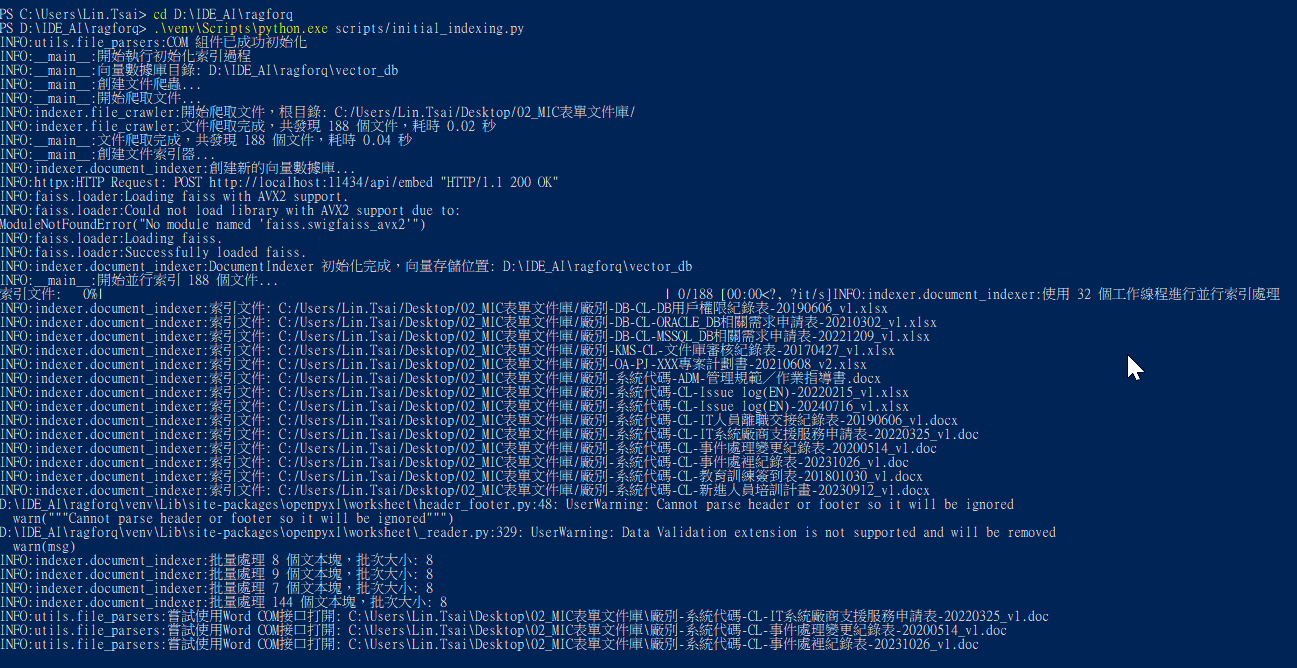 PS C:\Users\Lin.Tsai> cd D:\IDE_AI\ragforq
PS D:\IDE_AI\ragforq> .\venv\Scripts\python.exe scripts/initial_indexing.py
INFO:utils.file_parsers:COM 組件已成功初始化
INFO:__main__:開始執行初始化索引過程
INFO:__main__:向量數據庫目錄: D:\IDE_AI\ragforq\vector_db
INFO:__main__:創建文件爬蟲...
INFO:__main__:開始爬取文件...
INFO:indexer.file_crawler:開始爬取文件，根目錄: C:/Users/Lin.Tsai/Desktop/02_MIC表單文件庫/
INFO:indexer.file_crawler:文件爬取完成，共發現 188 個文件，耗時 0.02 秒
INFO:__main__:文件爬取完成，共發現 188 個文件，耗時 0.04 秒
INFO:__main__:創建文件索引器...
INFO:indexer.document_indexer:創建新的向量數據庫...
INFO:httpx:HTTP Request: POST http://localhost:11434/api/embed "HTTP/1.1 200 OK"
INFO:faiss.loader:Loading faiss with AVX2 support.
INFO:faiss.loader:Could not load library with AVX2 support due to:
ModuleNotFoundError("No module named 'faiss.swigfaiss_avx2'")
INFO:faiss.loader:Loading faiss.
INFO:faiss.loader:Successfully loaded faiss.
INFO:indexer.document_indexer:DocumentIndexer 初始化完成，向量存儲位置: D:\IDE_AI\ragforq\vector_db
INFO:__main__:開始並行索引 188 個文件...
索引文件:   0%|                                                                                | 0/188 [00:00<?, ?it/s]INFO:indexer.document_indexer:使用 32 個工作線程進行並行索引處理
INFO:indexer.document_indexer:索引文件: C:/Users/Lin.Tsai/Desktop/02_MIC表單文件庫/廠別-DB-CL-DB用戶權限紀錄表-20190606_v1.xlsx
INFO:indexer.document_indexer:索引文件: C:/Users/Lin.Tsai/Desktop/02_MIC表單文件庫/廠別-DB-CL-ORACLE_DB相關需求申請表-20210302_v1.xlsx
INFO:indexer.document_indexer:索引文件: C:/Users/Lin.Tsai/Desktop/02_MIC表單文件庫/廠別-DB-CL-MSSQL_DB相關需求申請表-20221209_v1.xlsx
INFO:indexer.document_indexer:索引文件: C:/Users/Lin.Tsai/Desktop/02_MIC表單文件庫/廠別-KMS-CL-文件庫審核紀錄表-20170427_v1.xlsx
INFO:indexer.document_indexer:索引文件: C:/Users/Lin.Tsai/Desktop/02_MIC表單文件庫/廠別-OA-PJ-XXX專案計劃書-20210608_v2.xlsx
INFO:indexer.document_indexer:索引文件: C:/Users/Lin.Tsai/Desktop/02_MIC表單文件庫/廠別-系統代碼-ADM-管理規範／作業指導書.docx
INFO:indexer.document_indexer:索引文件: C:/Users/Lin.Tsai/Desktop/02_MIC表單文件庫/廠別-系統代碼-CL-Issue log(EN)-20220215_v1.xlsx
INFO:indexer.document_indexer:索引文件: C:/Users/Lin.Tsai/Desktop/02_MIC表單文件庫/廠別-系統代碼-CL-Issue log(EN)-20240716_v1.xlsx
INFO:indexer.document_indexer:索引文件: C:/Users/Lin.Tsai/Desktop/02_MIC表單文件庫/廠別-系統代碼-CL-IT人員離職交接紀錄表-20190606_v1.docx
INFO:indexer.document_indexer:索引文件: C:/Users/Lin.Tsai/Desktop/02_MIC表單文件庫/廠別-系統代碼-CL-IT系統廠商支援服務申請表-20220325_v1.doc
INFO:indexer.document_indexer:索引文件: C:/Users/Lin.Tsai/Desktop/02_MIC表單文件庫/廠別-系統代碼-CL-事件處理變更紀錄表-20200514_v1.doc
INFO:indexer.document_indexer:索引文件: C:/Users/Lin.Tsai/Desktop/02_MIC表單文件庫/廠別-系統代碼-CL-事件處裡紀錄表-20231026_v1.doc
INFO:indexer.document_indexer:索引文件: C:/Users/Lin.Tsai/Desktop/02_MIC表單文件庫/廠別-系統代碼-CL-教育訓練簽到表-201801030_v1.docx
INFO:indexer.document_indexer:索引文件: C:/Users/Lin.Tsai/Desktop/02_MIC表單文件庫/廠別-系統代碼-CL-新進人員培訓計畫-20230912_v1.docx
D:\IDE_AI\ragforq\venv\Lib\site-packages\openpyxl\worksheet\header_footer.py:48: UserWarning: Cannot parse header or footer so it will be ignored
  warn("""Cannot parse header or footer so it will be ignored""")
D:\IDE_AI\ragforq\venv\Lib\site-packages\openpyxl\worksheet\_reader.py:329: UserWarning: Data Validation extension is not supported and will be removed
  warn(msg)
INFO:indexer.document_indexer:批量處理 8 個文本塊，批次大小: 8
INFO:indexer.document_indexer:批量處理 9 個文本塊，批次大小: 8
INFO:indexer.document_indexer:批量處理 7 個文本塊，批次大小: 8
INFO:indexer.document_indexer:批量處理 144 個文本塊，批次大小: 8
INFO:utils.file_parsers:嘗試使用Word COM接口打開: C:\Users\Lin.Tsai\Desktop\02_MIC表單文件庫\廠別-系統代碼-CL-IT系統廠商支援服務申請表-20220325_v1.doc
INFO:utils.file_parsers:嘗試使用Word COM接口打開: C:\Users\Lin.Tsai\Desktop\02_MIC表單文件庫\廠別-系統代碼-CL-事件處理變更紀錄表-20200514_v1.doc
INFO:utils.file_parsers:嘗試使用Word COM接口打開: C:\Users\Lin.Tsai\Desktop\02_MIC表單文件庫\廠別-系統代碼-CL-事件處裡紀錄表-20231026_v1.doc